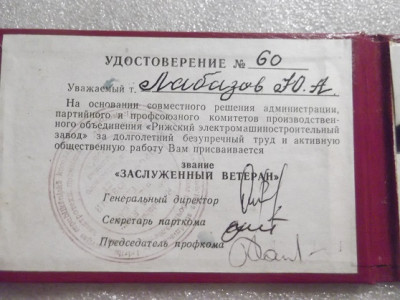 УДОСТОВЕРЕНИЕ № 60
Уважаемый т. Лабазов Ю.А.
На основании совместного решения администрации,
партийного и профсоюзного комитетов производствен-
ного объединения «Рижский электромашиностроительный
завод» за долголетний безупречный труд и активную
общественную работу Вам присваивается
звание
«ЗАСЛУЖЕННЫЙ ВЕТЕРАН»
Генеральный директор
Секретарь парткома
Председатель профкома